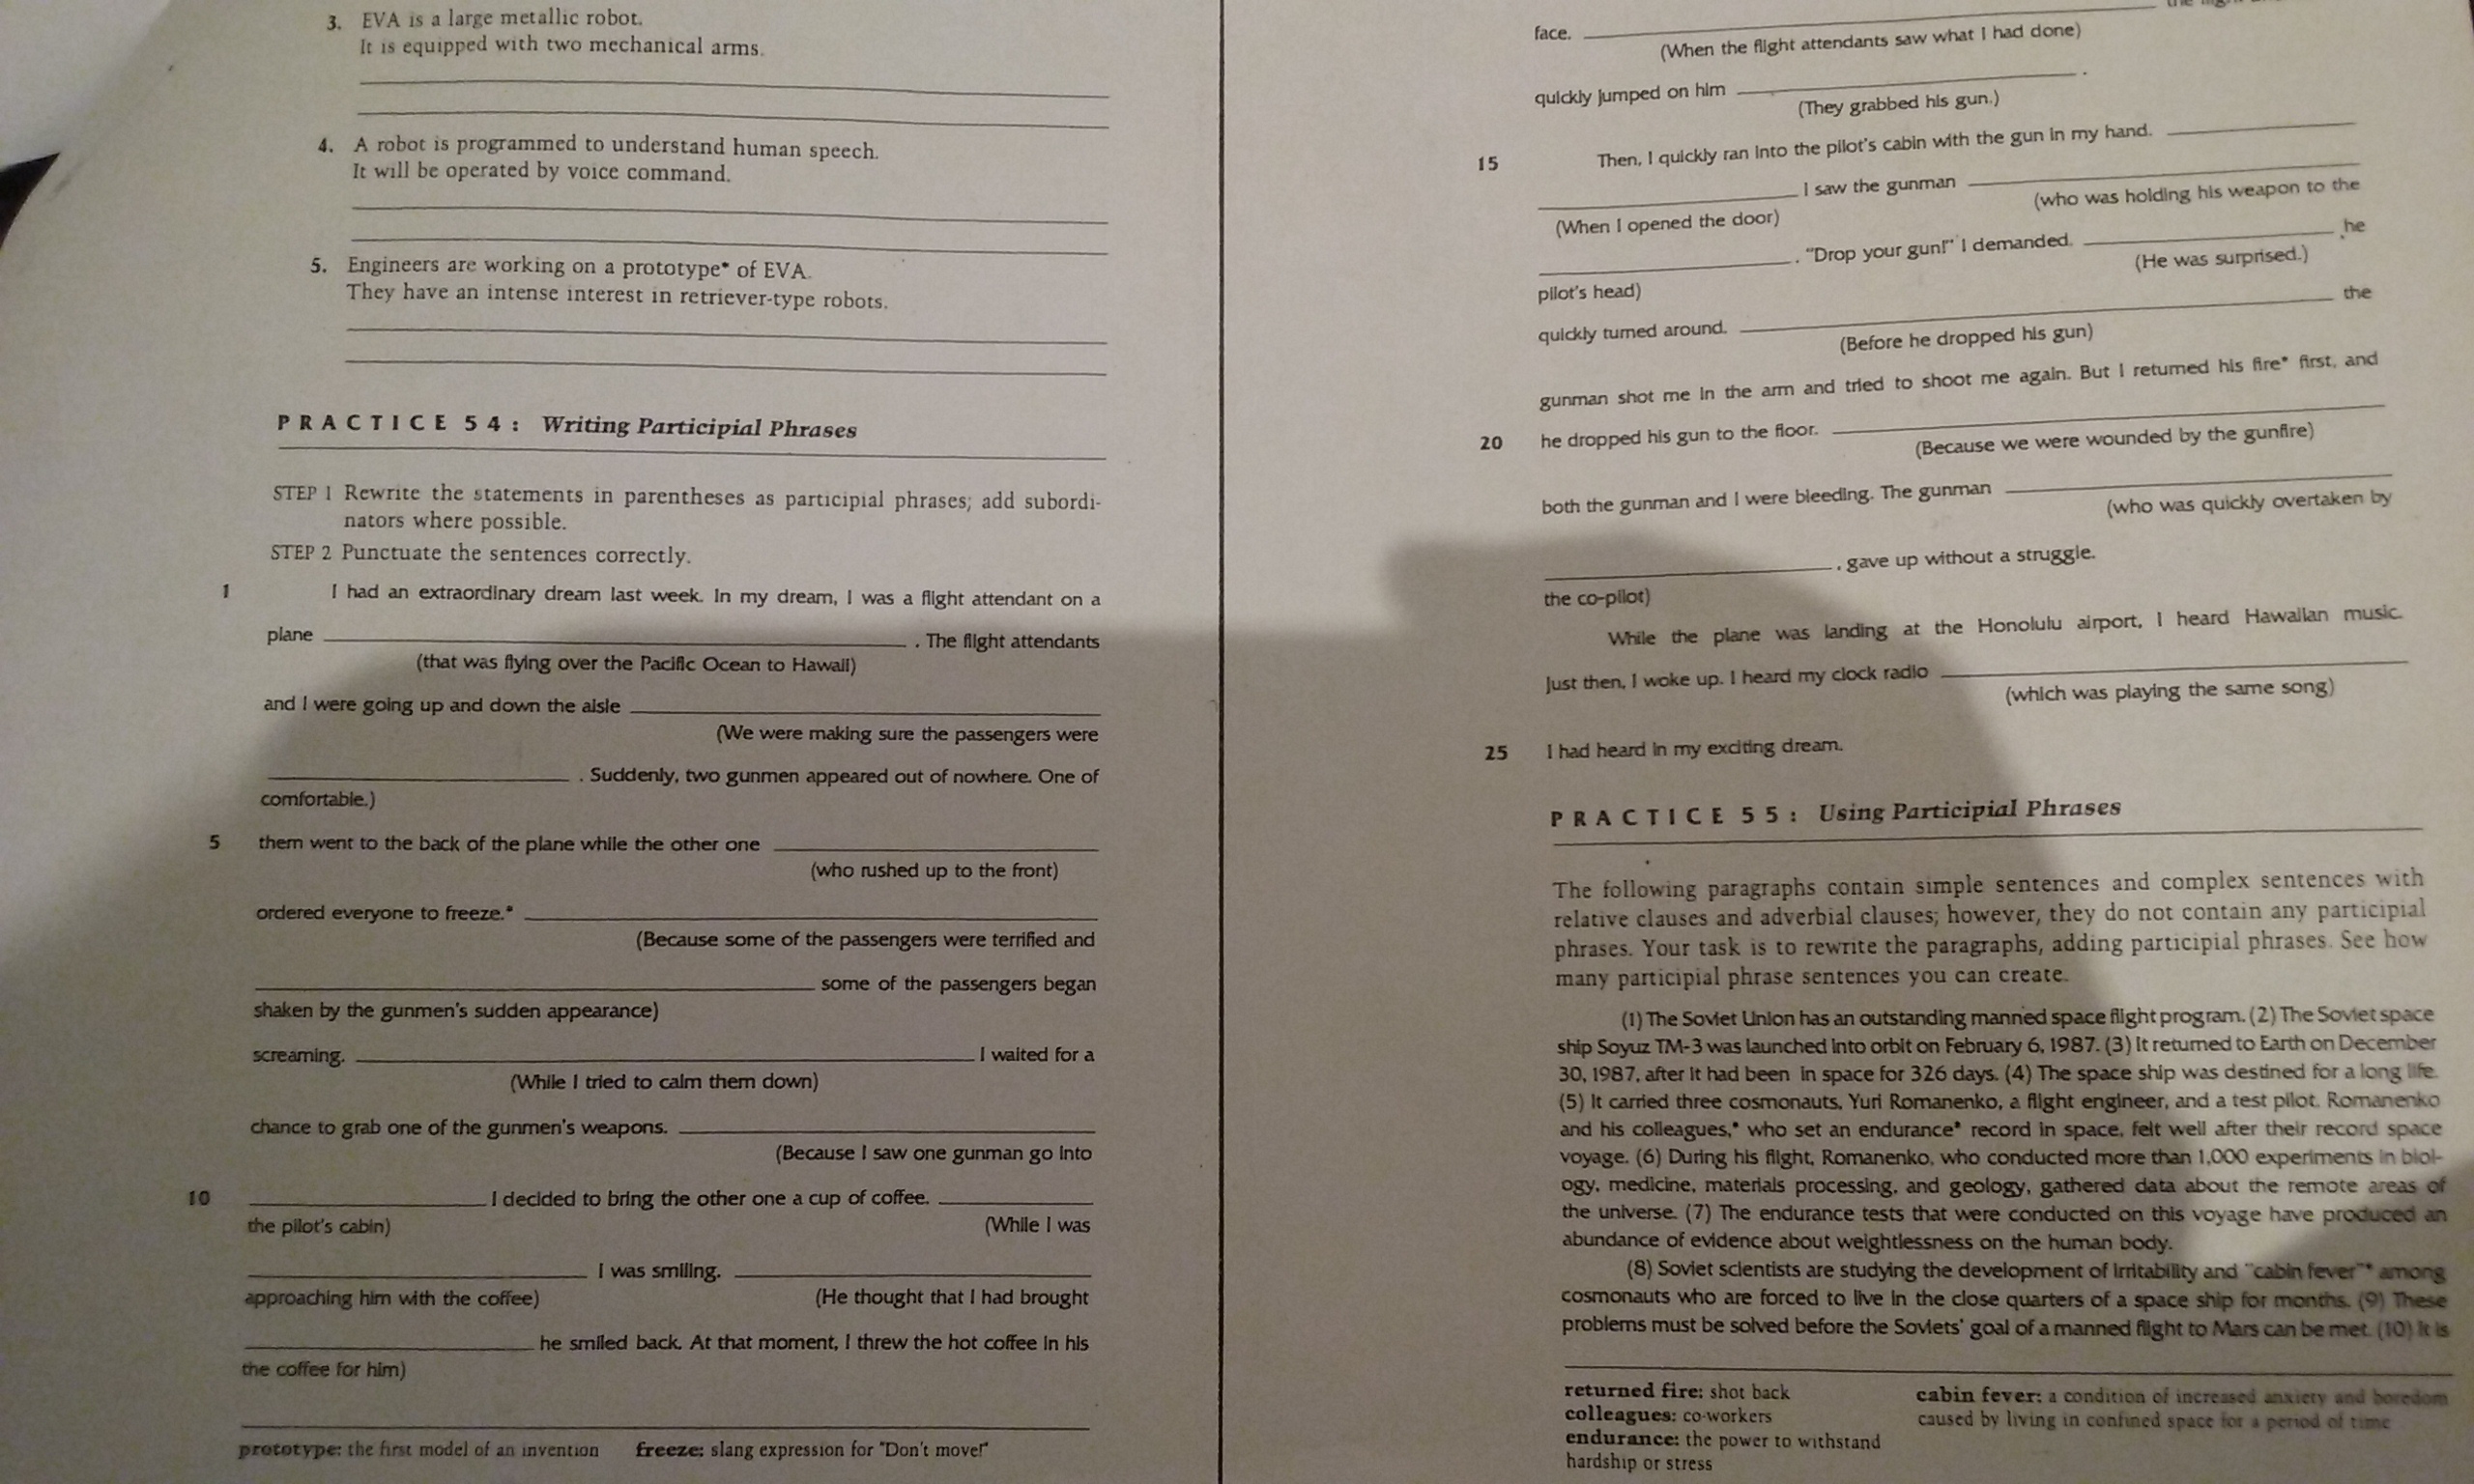 3. EVA is a large metallic robot.
It is equipped with two mechanical arms.
4. A robot is programmed to understand human speech.
It will be operated by voice command.
5. Engineers are working on a prototype* of EVA.
They have an intense interest in retriever-type robots.
PRACTICE 54: Writing Participial Phrases
STEP 1 Rewrite the statements in parentheses as participial phrases; add subordi-
nators where possible.
STEP 2 Punctuate the sentences correctly.
1 I had an extraordinary dream last week. In my dream, I was a flight attendant on a
plane ______ . The flight attendants
(that was flying over the Pacific Ocean to Hawaii)
and I were going up and down the aisle ______
(We were making sure the passengers were
______ . Suddenly, two gunmen appeared out of nowhere. One of
comfortable.)
5 them went to the back of the plane while the other one ______
(who rushed up to the front)
ordered everyone to freeze.* ______
(Because some of the passengers were terrified and
______ some of the passengers began
shaken by the gunmen's sudden appearance)
screaming. ______ I waited for a
(While I tried to calm them down)
chance to grab one of the gunmen's weapons. ______
(Because I saw one gunman go into
10 ______ I decided to bring the other one a cup of coffee. ______
the pilot's cabin) (While I was
______ I was smiling. ______
approaching him with the coffee) (He thought that I had brought
______ he smiled back. At that moment, I threw the hot coffee in his
the coffee for him)
prototype: the first model of an invention freeze: slang expression for "Don't move!"
face. ______
(When the flight attendants saw what I had done)
quickly jumped on him ______ .
(They grabbed his gun.)
15 Then, I quickly ran into the pilot's cabin with the gun in my hand. ______
______ I saw the gunman ______
(When I opened the door) (who was holding his weapon to the
______ . "Drop your gun!" I demanded. ______ he
pilot's head) (He was surprised.)
quickly turned around. ______ the
(Before he dropped his gun)
gunman shot me in the arm and tried to shoot me again. But I returned his fire* first, and
20 he dropped his gun to the floor. ______
(Because we were wounded by the gunfire)
both the gunman and I were bleeding. The gunman ______
(who was quickly overtaken by
______ , gave up without a struggle.
the co-pilot)
While the plane was landing at the Honolulu airport, I heard Hawaiian music.
Just then, I woke up. I heard my clock radio ______
(which was playing the same song)
25 I had heard in my exciting dream.
PRACTICE 55: Using Participial Phrases
The following paragraphs contain simple sentences and complex sentences with
relative clauses and adverbial clauses; however, they do not contain any participial
phrases. Your task is to rewrite the paragraphs, adding participial phrases. See how
many participial phrase sentences you can create.
(1) The Soviet Union has an outstanding manned space flight program. (2) The Soviet space
ship Soyuz TM-3 was launched into orbit on February 6, 1987. (3) It returned to Earth on December
30, 1987, after it had been in space for 326 days. (4) The space ship was destined for a long life.
(5) It carried three cosmonauts, Yuri Romanenko, a flight engineer, and a test pilot. Romanenko
and his colleagues,* who set an endurance* record in space, felt well after their record space
voyage. (6) During his flight, Romanenko, who conducted more than 1,000 experiments in biol-
ogy, medicine, materials processing, and geology, gathered data about the remote areas of
the universe. (7) The endurance tests that were conducted on this voyage have produced an
abundance of evidence about weightlessness on the human body.
(8) Soviet scientists are studying the development of irritability and "cabin fever"* among
cosmonauts who are forced to live in the close quarters of a space ship for months. (9) These
problems must be solved before the Soviets' goal of a manned flight to Mars can be met. (10) It is
returned fire: shot back
colleagues: co-workers
endurance: the power to withstand
hardship or stress
cabin fever: a condition of increased anxiety and boredom
caused by living in confined space for a period of time